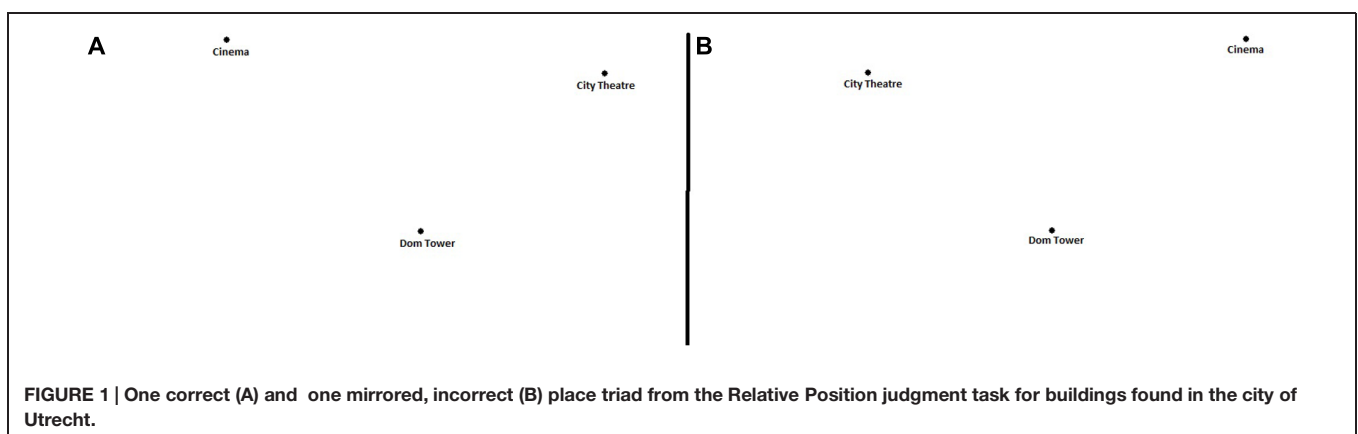 A
Cinema
City Theatre
Dom Tower
B
Cinema
City Theatre
Dom Tower
FIGURE 1 | One correct (A) and one mirrored, incorrect (B) place triad from the Relative Position judgment task for buildings found in the city of
Utrecht.